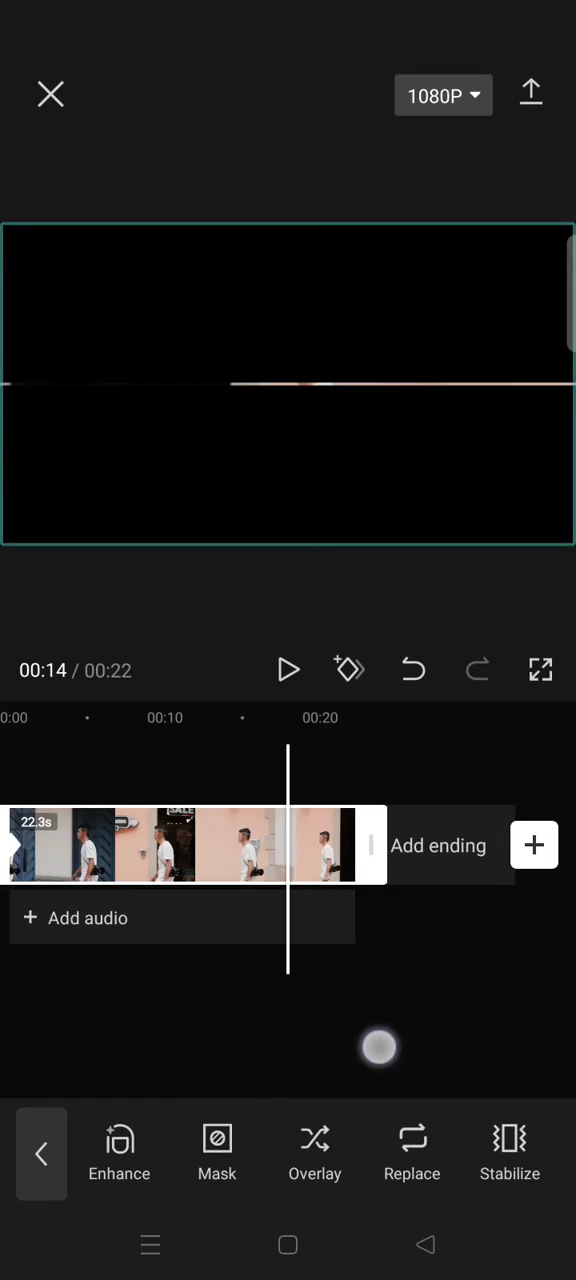 1080P
00:14 / 00:22
0:00 00:10 00:20
22.3s
SALE
Add ending
Add audio
Enhance Mask Overlay Replace Stabilize